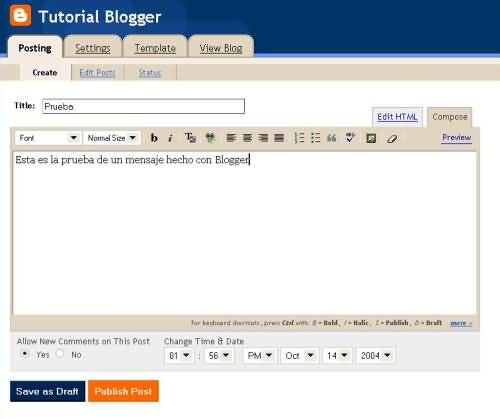 Tutorial Blogger
Posting Settings Template View Blog
Create Edit Posts Status
Title: Prueba
Edit HTML Compose
Font Normal Size b i Preview
Esta es la prueba de un mensaje hecho con Blogger
for keyboard shortcuts, press Ctrl with: B = Bold, I = Italic, S = Publish, D = Draft more »
Allow New Comments on This Post Change Time & Date
Yes No 01 : 56 PM Oct 14 2004
Save as Draft Publish Post